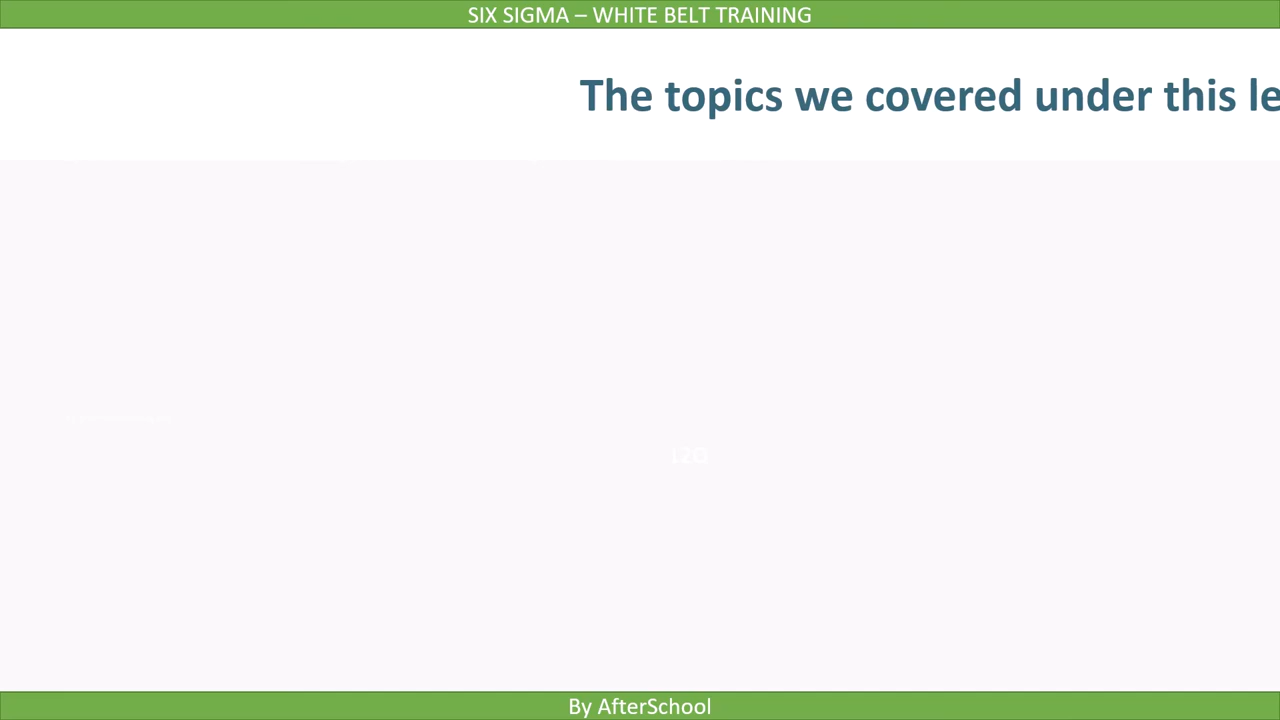 SIX SIGMA – WHITE BELT TRAINING
The topics we covered under this le
By AfterSchool